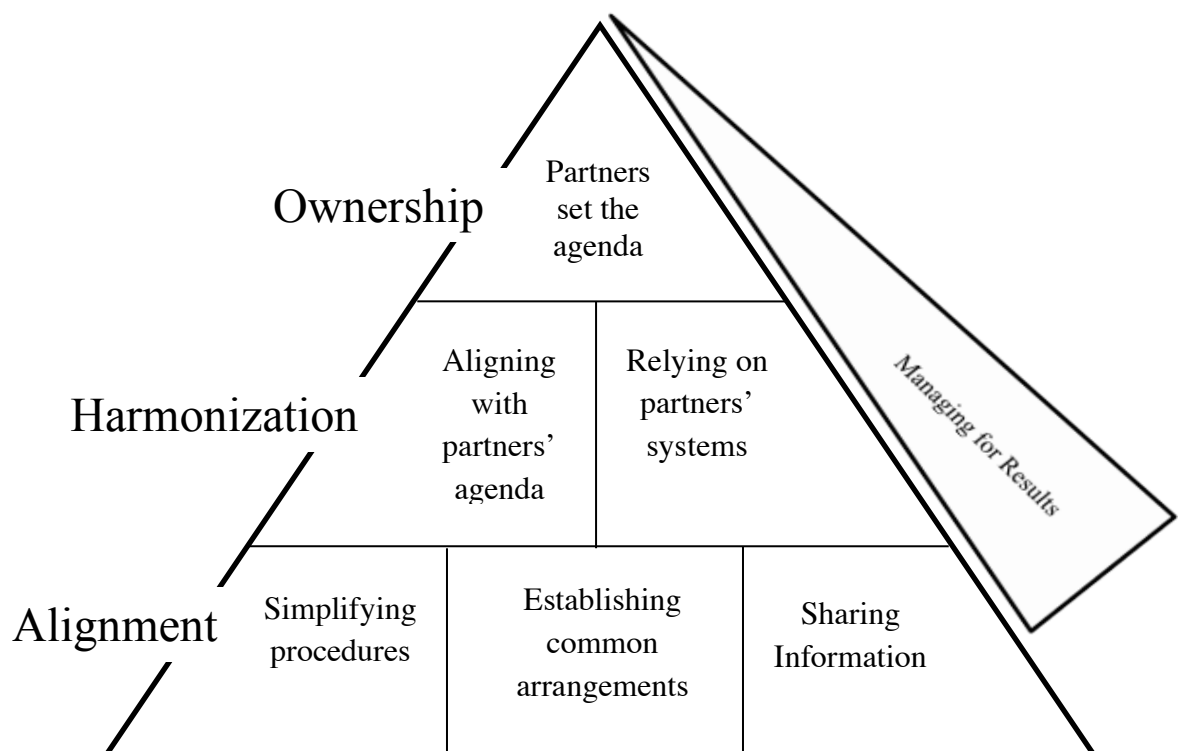 Ownership
Partners
set the
agenda
Harmonization
Aligning
with
partners’
agenda
Relying on
partners’
systems
Managing for Results
Alignment
Simplifying
procedures
Establishing
common
arrangements
Sharing
Information